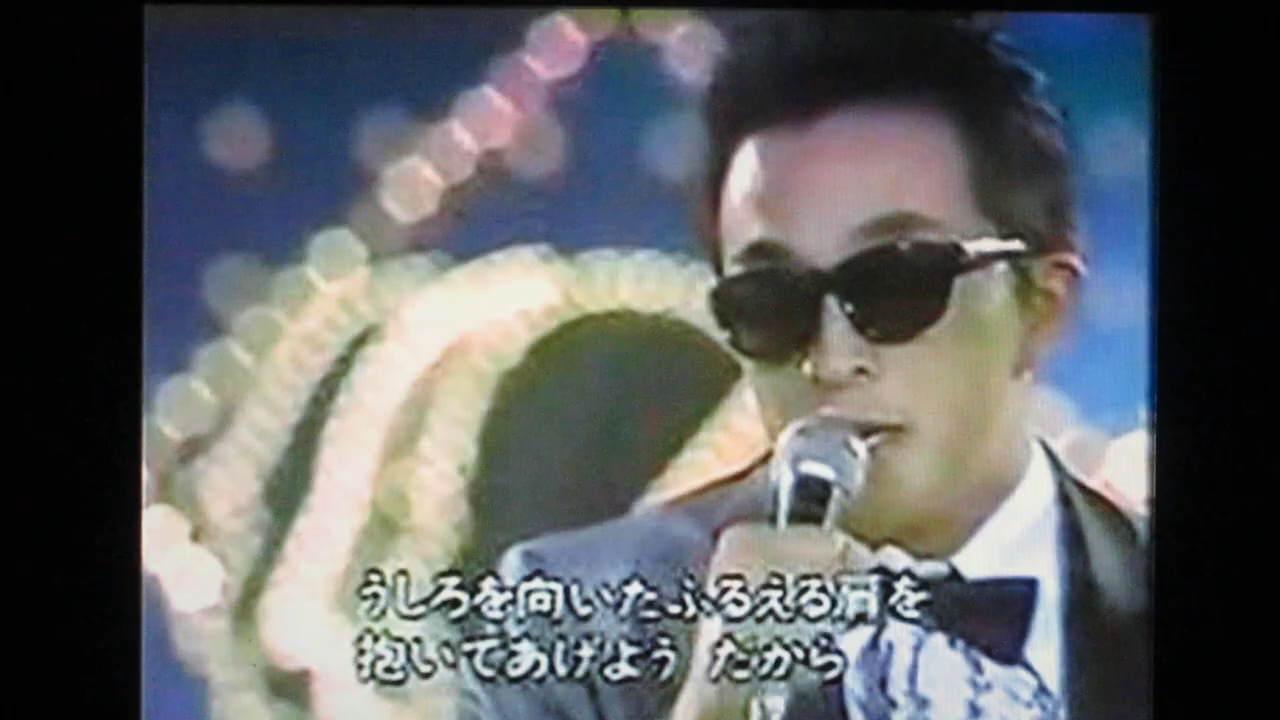 うしろを向いたふるえる肩を
抱いてあげよう だから